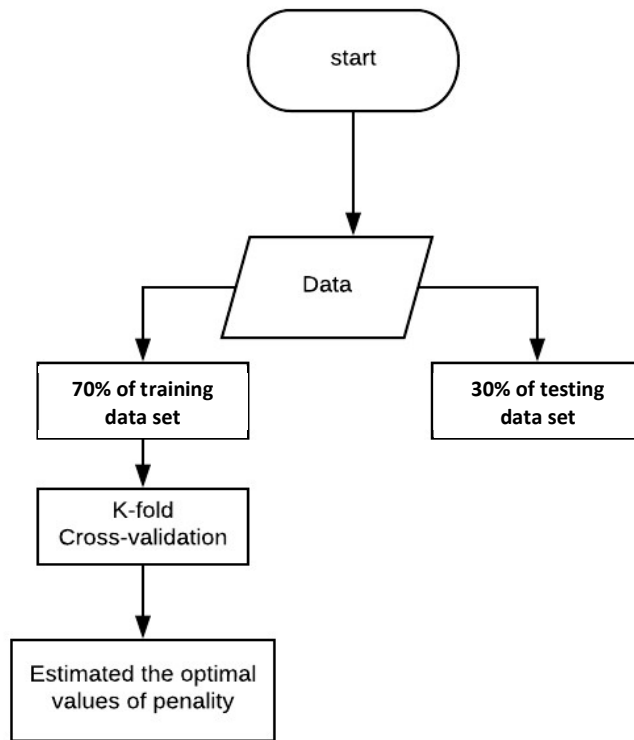 start
Data
70% of training
data set
30% of testing
data set
K-fold
Cross-validation
Estimated the optimal
values of penality